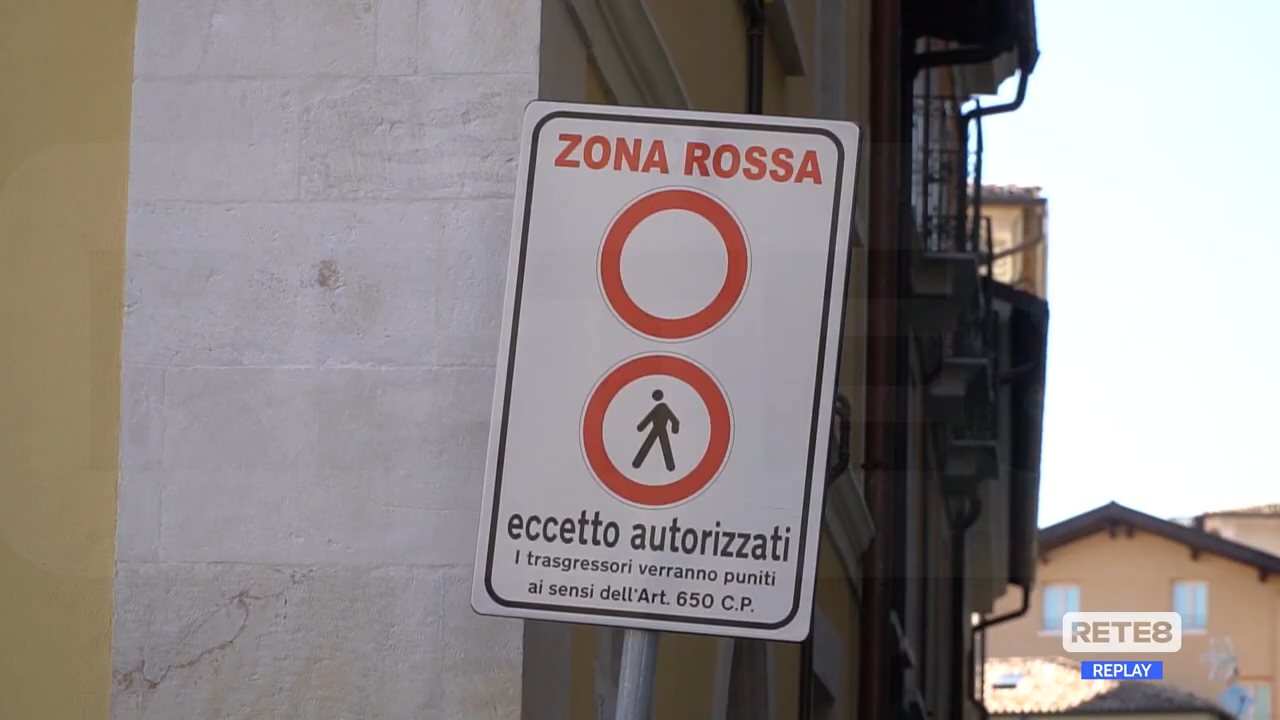 ZONA ROSSA
eccetto autorizzati
I trasgressori verranno puniti
ai sensi dell'Art. 650 C.P.
RETE8
REPLAY